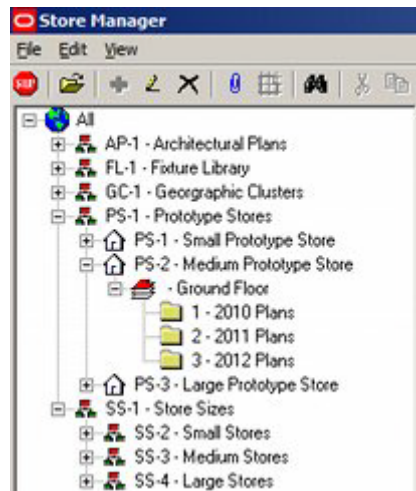 Store Manager
File Edit View
STOP
All
AP-1 - Architectural Plans
FL-1 - Fixture Library
GC-1 - Georgraphic Clusters
PS-1 - Prototype Stores
PS-1 - Small Prototype Store
PS-2 - Medium Prototype Store
- Ground Floor
1 - 2010 Plans
2 - 2011 Plans
3 - 2012 Plans
PS-3 - Large Prototype Store
SS-1 - Store Sizes
SS-2 - Small Stores
SS-3 - Medium Stores
SS-4 - Large Stores